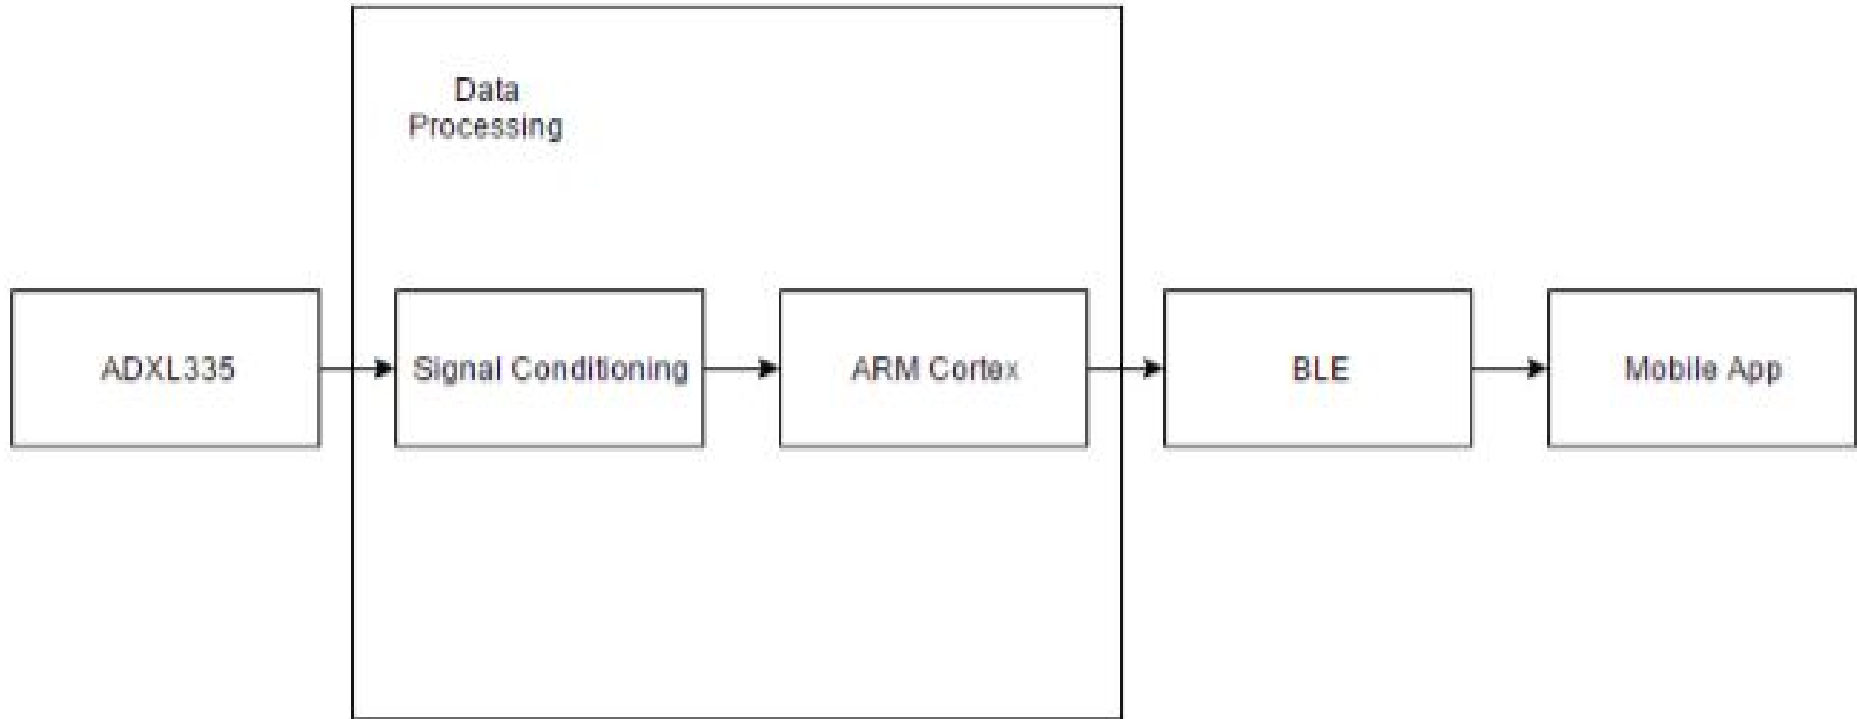 Data
Processing
ADXL335
Signal Conditioning
ARM Cortex
BLE
Mobile App